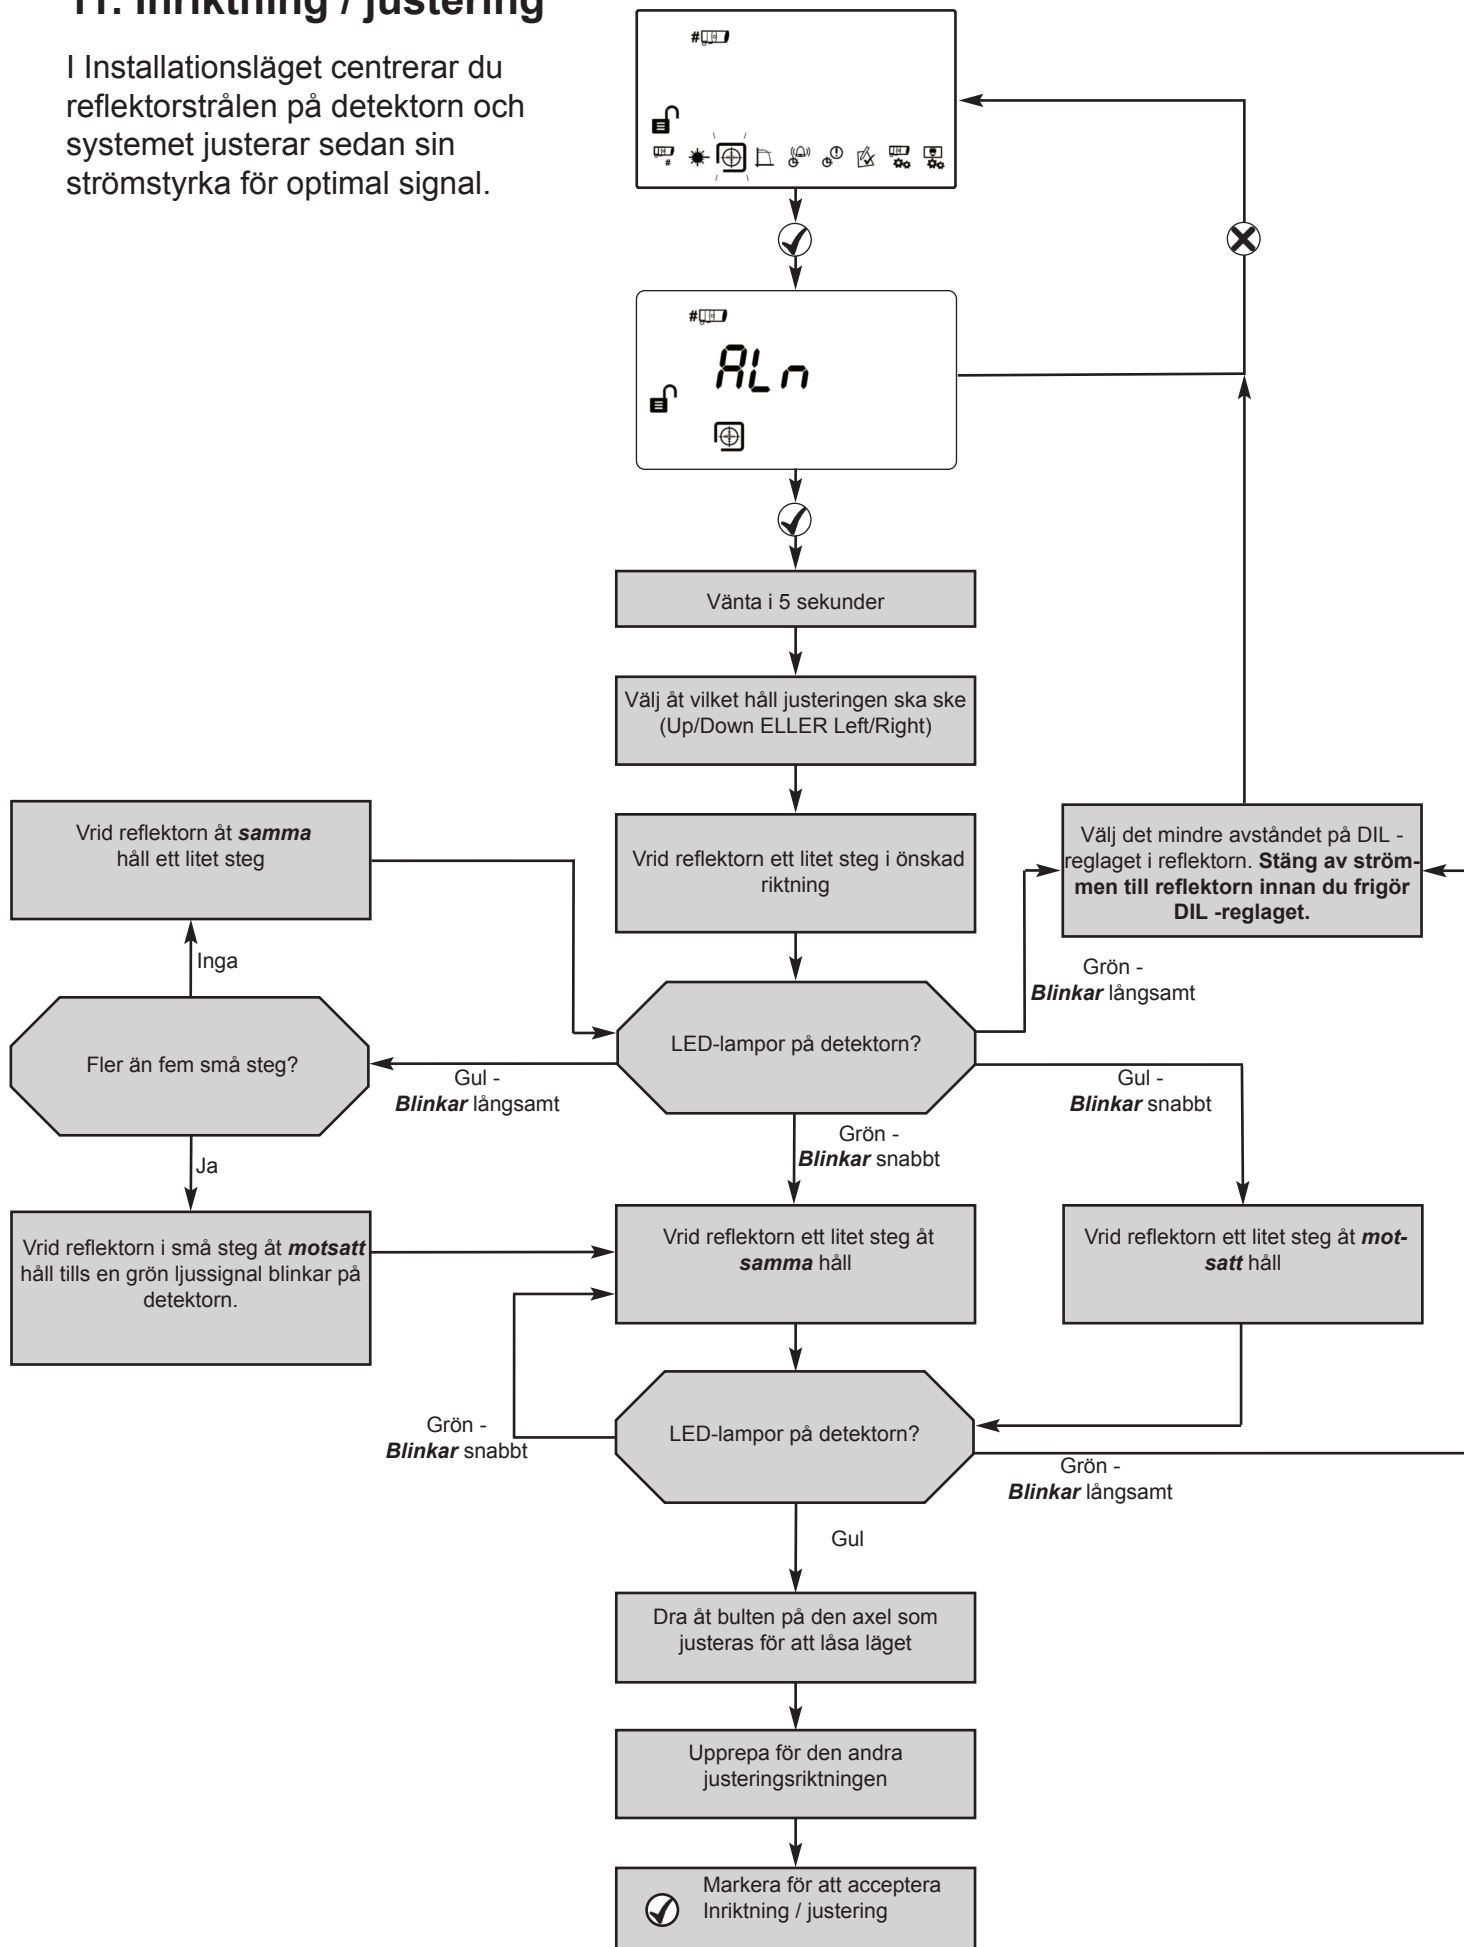 11. Inriktning / justering
I Installationsläget centrerar du
reflektorstrålen på detektorn och
systemet justerar sedan sin
strömstyrka för optimal signal.
#
#
#
ALn
Vänta i 5 sekunder
Välj åt vilket håll justeringen ska ske
(Up/Down ELLER Left/Right)
Vrid reflektorn åt samma
håll ett litet steg
Vrid reflektorn ett litet steg i önskad
riktning
Välj det mindre avståndet på DIL -
reglaget i reflektorn. Stäng av ström-
men till reflektorn innan du frigör
DIL -reglaget.
Inga
Grön -
Blinkar långsamt
Fler än fem små steg?
LED-lampor på detektorn?
Gul -
Blinkar långsamt
Gul -
Blinkar snabbt
Grön -
Blinkar snabbt
Ja
Vrid reflektorn i små steg åt motsatt
håll tills en grön ljussignal blinkar på
detektorn.
Vrid reflektorn ett litet steg åt
samma håll
Vrid reflektorn ett litet steg åt mot-
satt håll
Grön -
Blinkar snabbt
LED-lampor på detektorn?
Grön -
Blinkar långsamt
Gul
Dra åt bulten på den axel som
justeras för att låsa läget
Upprepa för den andra
justeringsriktningen
Markera för att acceptera
Inriktning / justering